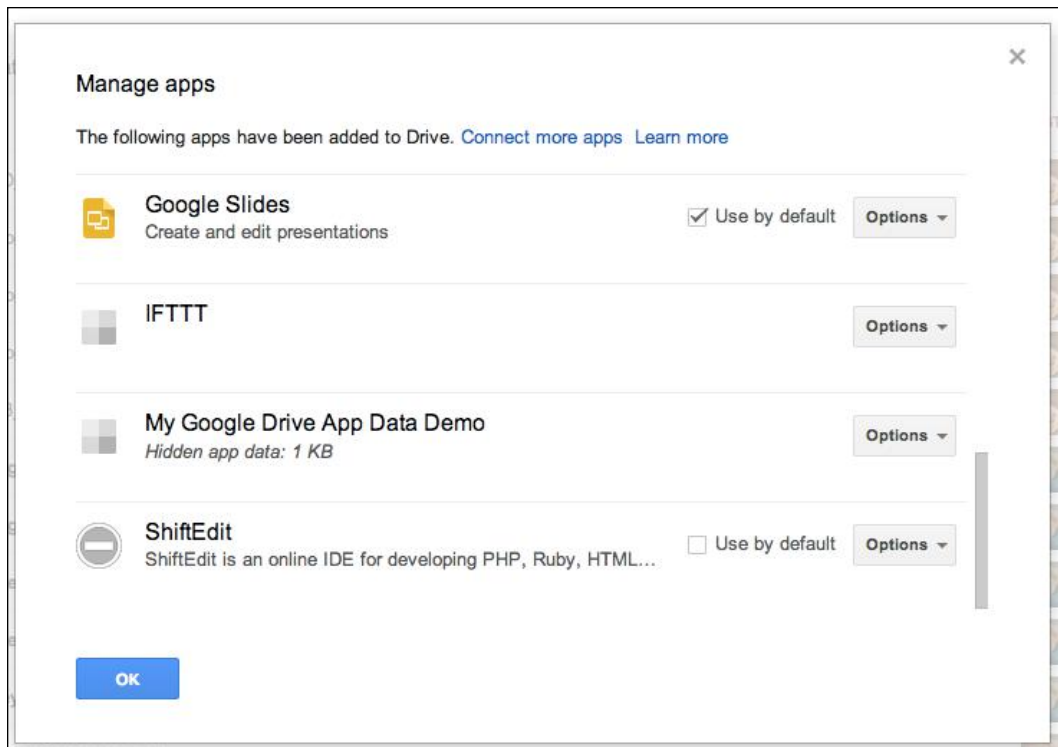 Manage apps
The following apps have been added to Drive. Connect more apps Learn more
Google Slides
Create and edit presentations
Use by default
Options
IFTTT
Options
My Google Drive App Data Demo
Hidden app data: 1 KB
Options
ShiftEdit
ShiftEdit is an online IDE for developing PHP, Ruby, HTML...
Use by default
Options
OK